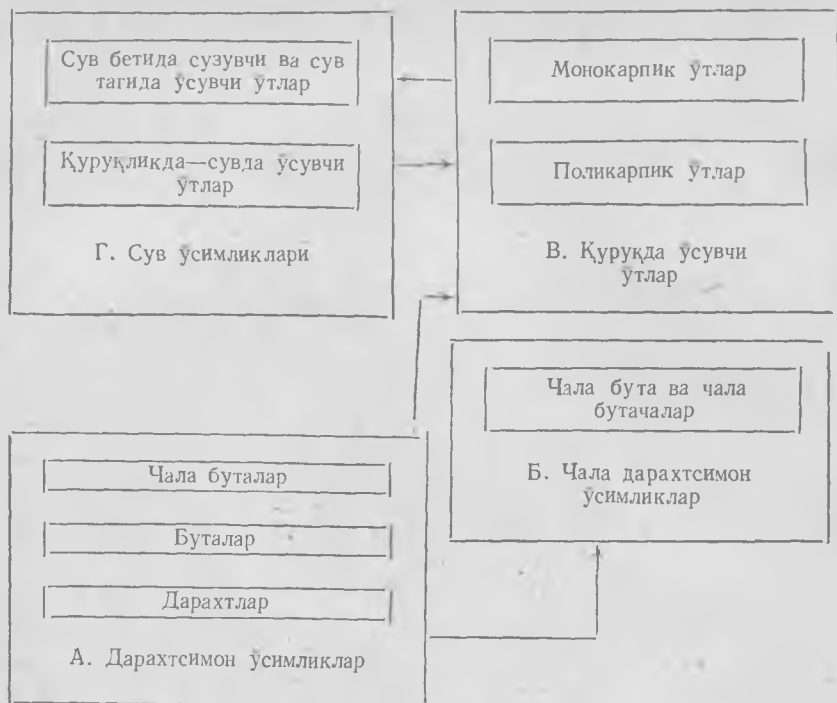 Сув бетида сузувчи ва сув
тагида ўсувчи ўтлар
Қуруқликда—сувда ўсувчи
ўтлар
Г. Сув ўсимликлари
Монокарпик ўтлар
Поликарпик ўтлар
В. Қуруқда ўсувчи
ўтлар
Чала бута ва чала
бутачалар
Б. Чала дарахтсимон
ўсимликлар
Чала буталар
Буталар
Дарахтлар
А. Дарахтсимон ўсимликлар